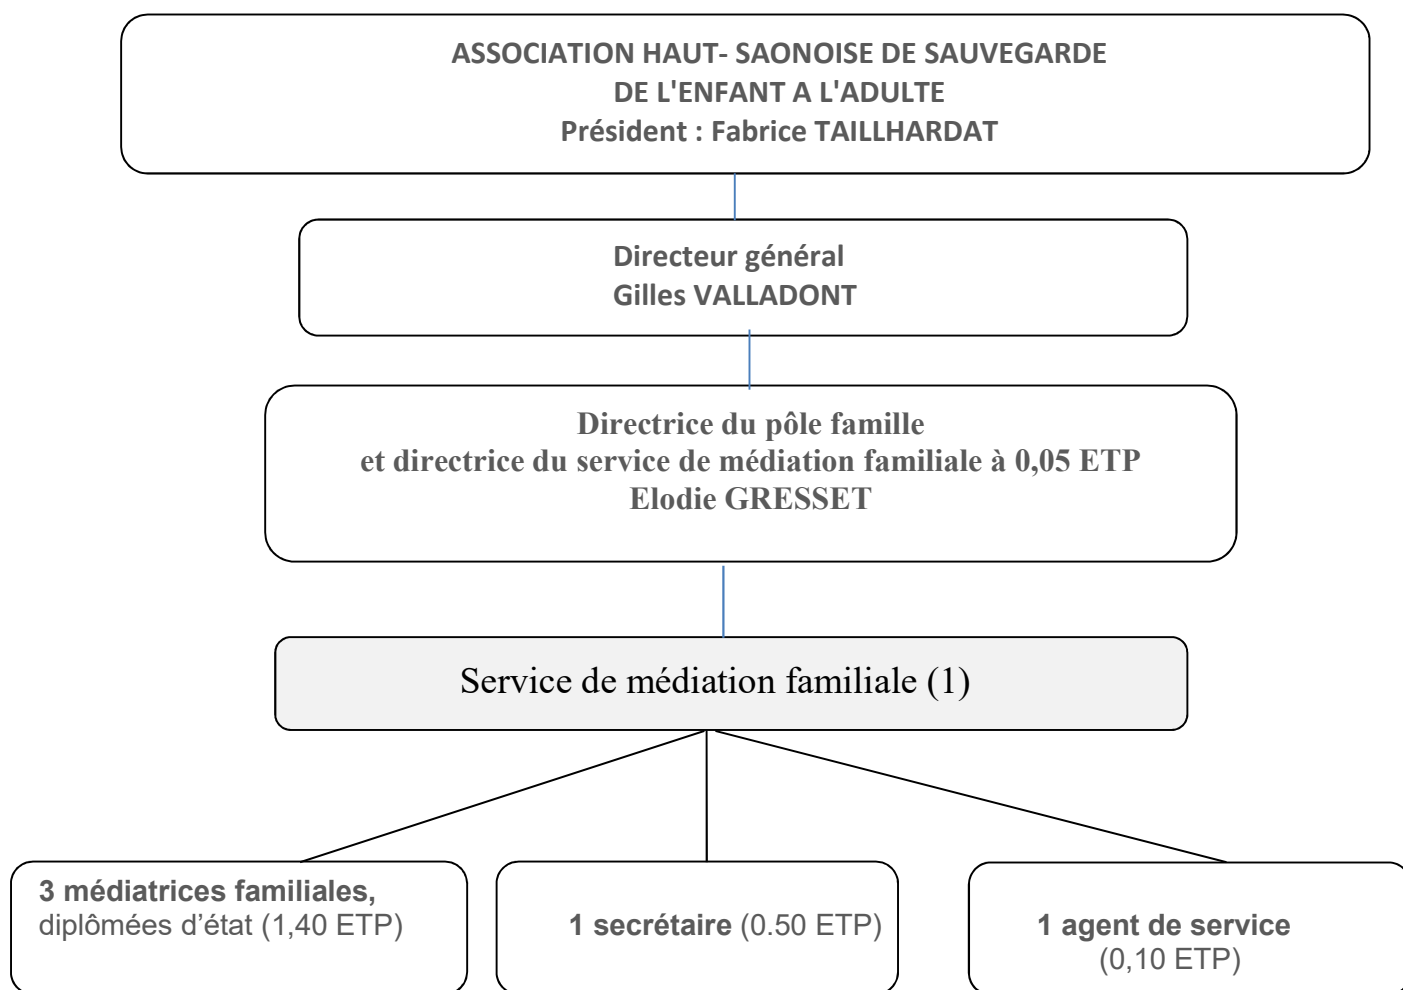 ASSOCIATION HAUT- SAONOISE DE SAUVEGARDE
DE L'ENFANT A L'ADULTE
Président : Fabrice TAILLHARDAT
Directeur général
Gilles VALLADONT
Directrice du pôle famille
et directrice du service de médiation familiale à 0,05 ETP
Elodie GRESSET
Service de médiation familiale (1)
3 médiatrices familiales,
diplômées d’état (1,40 ETP)
1 secrétaire (0.50 ETP)
1 agent de service
(0,10 ETP)